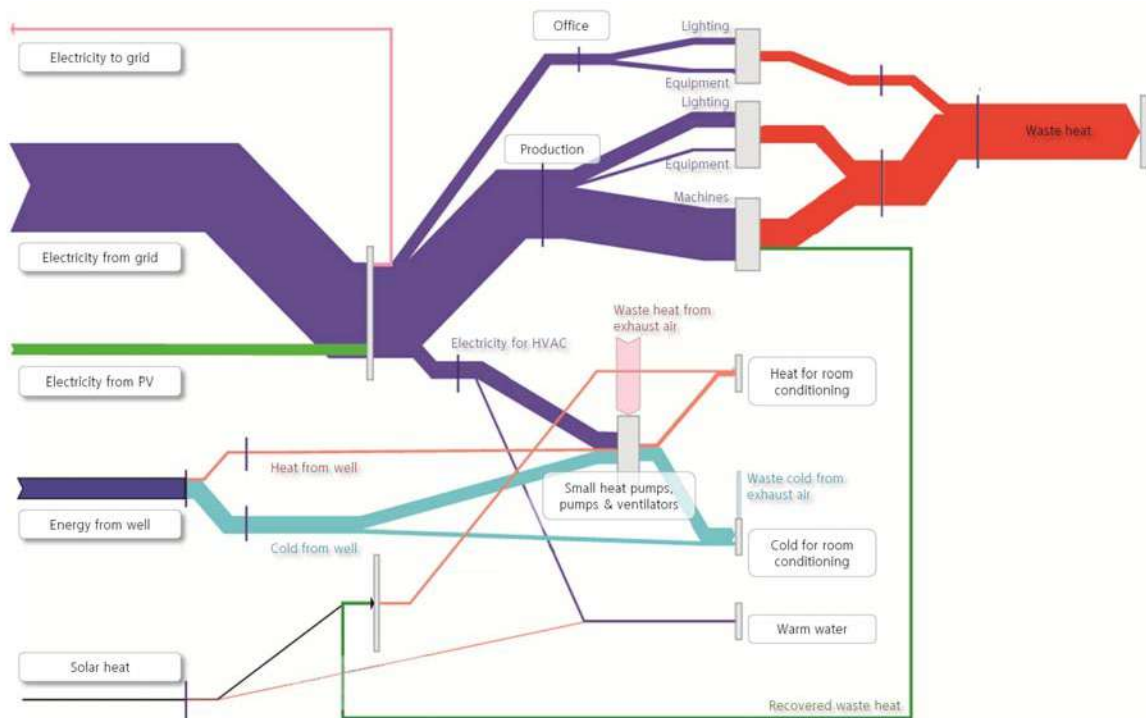 Office
Lighting
Electricity to grid
Equipment
Lighting
Waste heat
Production
Equipment
Machines
Electricity from grid
Waste heat from
exhaust air
Electricity for HVAC
Electricity from PV
Heat for room
conditioning
Heat from well
Small heat pumps,
pumps & ventilators
Waste cold from
exhaust air
Energy from well
Cold from well
Cold for room
conditioning
Warm water
Solar heat
Recovered waste heat